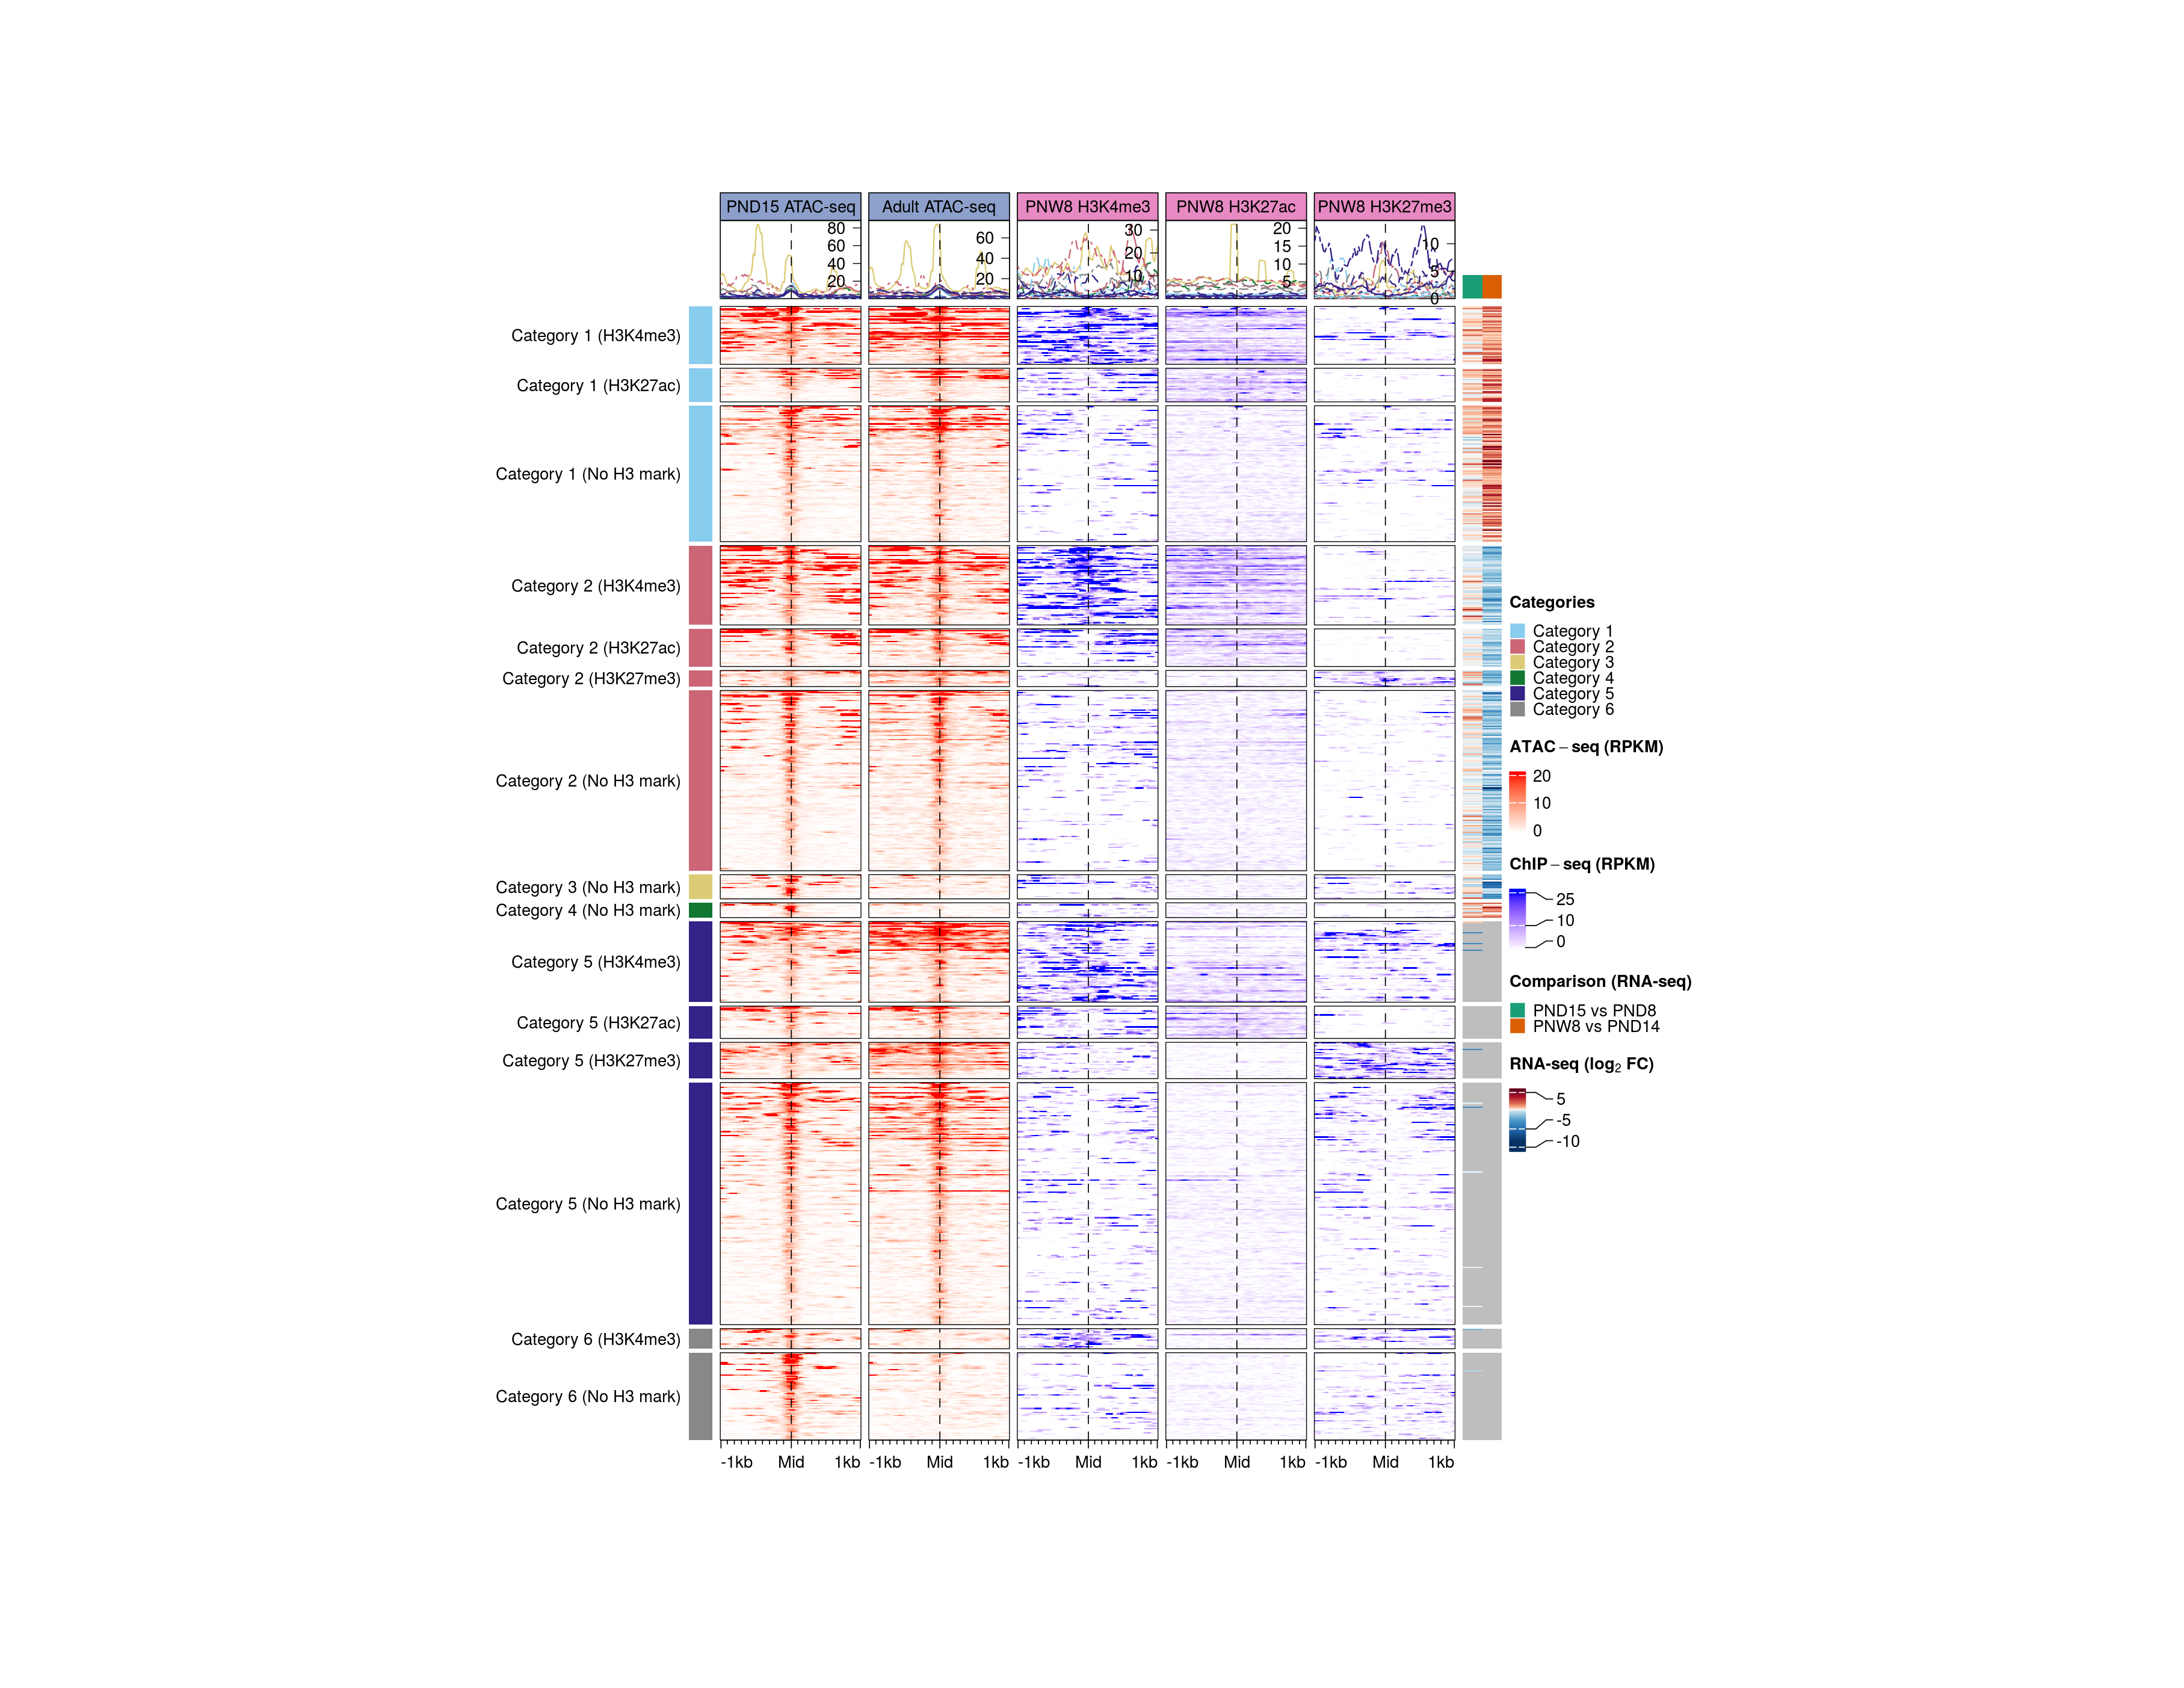 PND15 ATAC-seq Adult ATAC-seq PNW8 H3K4me3 PNW8 H3K27ac PNW8 H3K27me3
80
60
40
20
60
40
20
30
20
10
20
15
10
5
10
5
0
Category 1 (H3K4me3)
Category 1 (H3K27ac)
Category 1 (No H3 mark)
Category 2 (H3K4me3)
Category 2 (H3K27ac)
Category 2 (H3K27me3)
Category 2 (No H3 mark)
Category 3 (No H3 mark)
Category 4 (No H3 mark)
Category 5 (H3K4me3)
Category 5 (H3K27ac)
Category 5 (H3K27me3)
Category 5 (No H3 mark)
Category 6 (H3K4me3)
Category 6 (No H3 mark)
-1kb Mid 1kb -1kb Mid 1kb -1kb Mid 1kb -1kb Mid 1kb -1kb Mid 1kb
Categories
Category 1
Category 2
Category 3
Category 4
Category 5
Category 6
ATAC−seq (RPKM)
20
10
0
ChIP−seq (RPKM)
25
10
0
Comparison (RNA-seq)
PND15 vs PND8
PNW8 vs PND14
RNA-seq (log₂ FC)
5
-5
-10